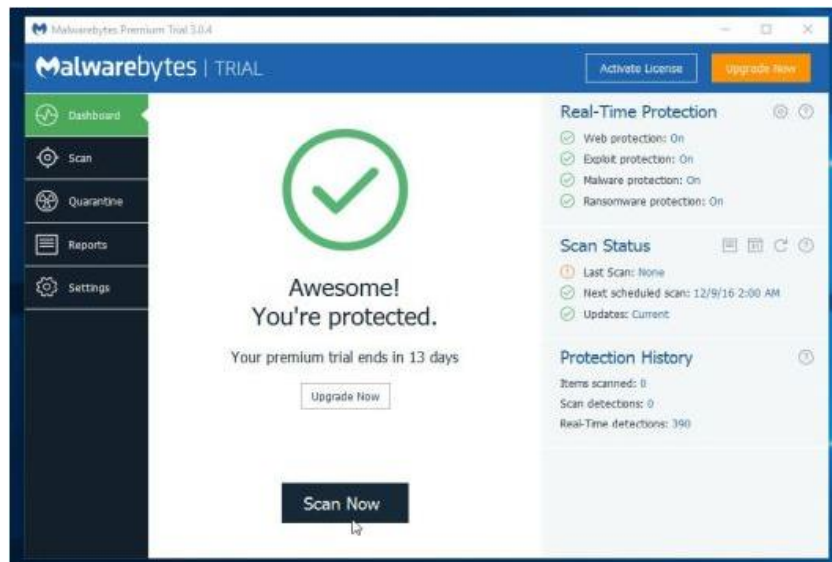 Malwarebytes Premium Trial 3.0.4
Malwarebytes | TRIAL
Activate License
Upgrade Now
Dashboard
Scan
Quarantine
Reports
Settings
Awesome!
You're protected.
Your premium trial ends in 13 days
Upgrade Now
Scan Now
Real-Time Protection
Web protection: On
Exploit protection: On
Malware protection: On
Ransomware protection: On
Scan Status
Last Scan: None
Next scheduled scan: 12/9/16 2:00 AM
Updates: Current
Protection History
Items scanned: 0
Scan detections: 0
Real-Time detections: 390